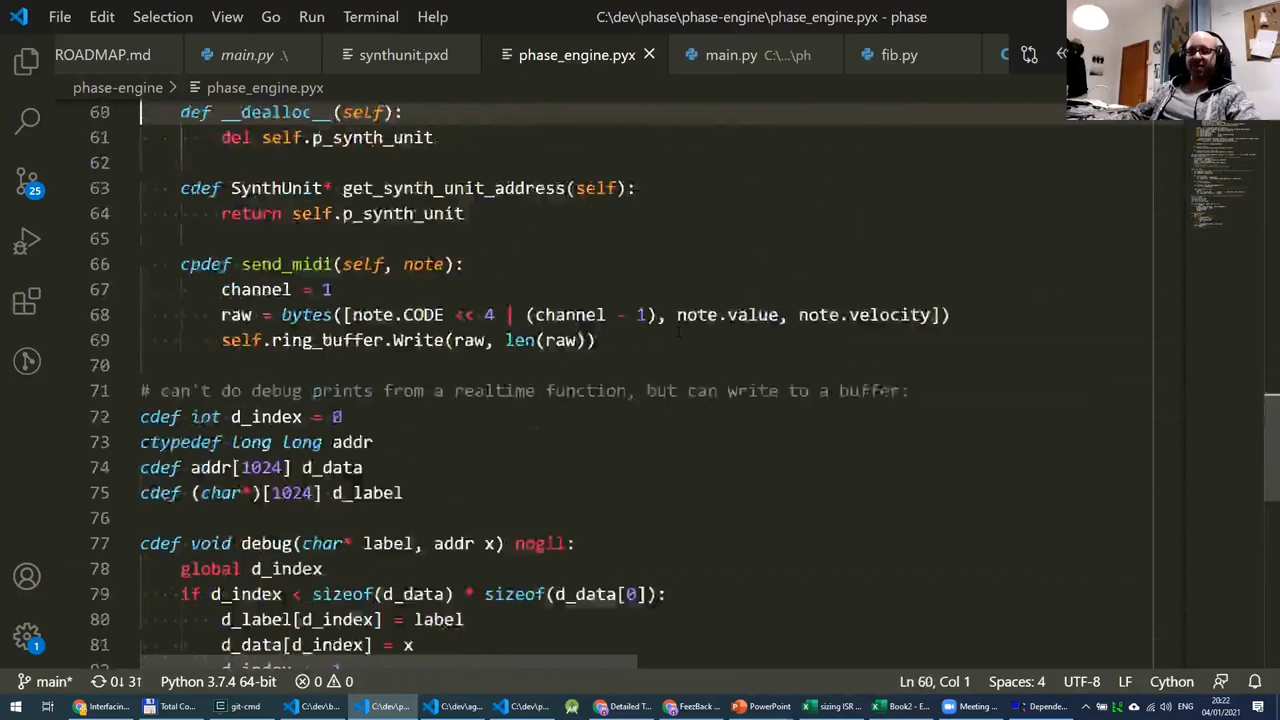 File Edit Selection View Go Run Terminal Help C:\dev\phase\phase-engine\phase_engine.pyx - phase
ROADMAP.md main.py .\ synthunit.pxd phase_engine.pyx main.py C:\...\ph fib.py
phase-engine > phase_engine.pyx
60 def __dealloc__(self):
61 del self.p_synth_unit
62
63 cdef SynthUnit* get_synth_unit_address(self):
64 return self.p_synth_unit
65
66 cpdef send_midi(self, note):
67 channel = 1
68 raw = bytes([note.CODE << 4 | (channel - 1), note.value, note.velocity])
69 self.ring_buffer.Write(raw, len(raw))
70
71 # can't do debug prints from a realtime function, but can write to a buffer:
72 cdef int d_index = 0
73 ctypedef long long addr
74 cdef addr[1024] d_data
75 cdef (char*)[1024] d_label
76
77 cdef void debug(char* label, addr x) nogil:
78 global d_index
79 if d_index < sizeof(d_data) * sizeof(d_data[0]):
80 d_label[d_index] = label
81 d_data[d_index] = x
25
1
main* 3↑ Python 3.7.4 64-bit 0 0 Ln 60, Col 1 Spaces: 4 UTF-8 LF Cython
Interfacin... Total Co... git-cmd C:\dev\b... C:\dev\p... C:\dev\ag... C:\dev\p... Detailed T... FeezBack ... PowerPoint sizing ISR... Book2 - E... Meeting ... 20:22
04/01/2021